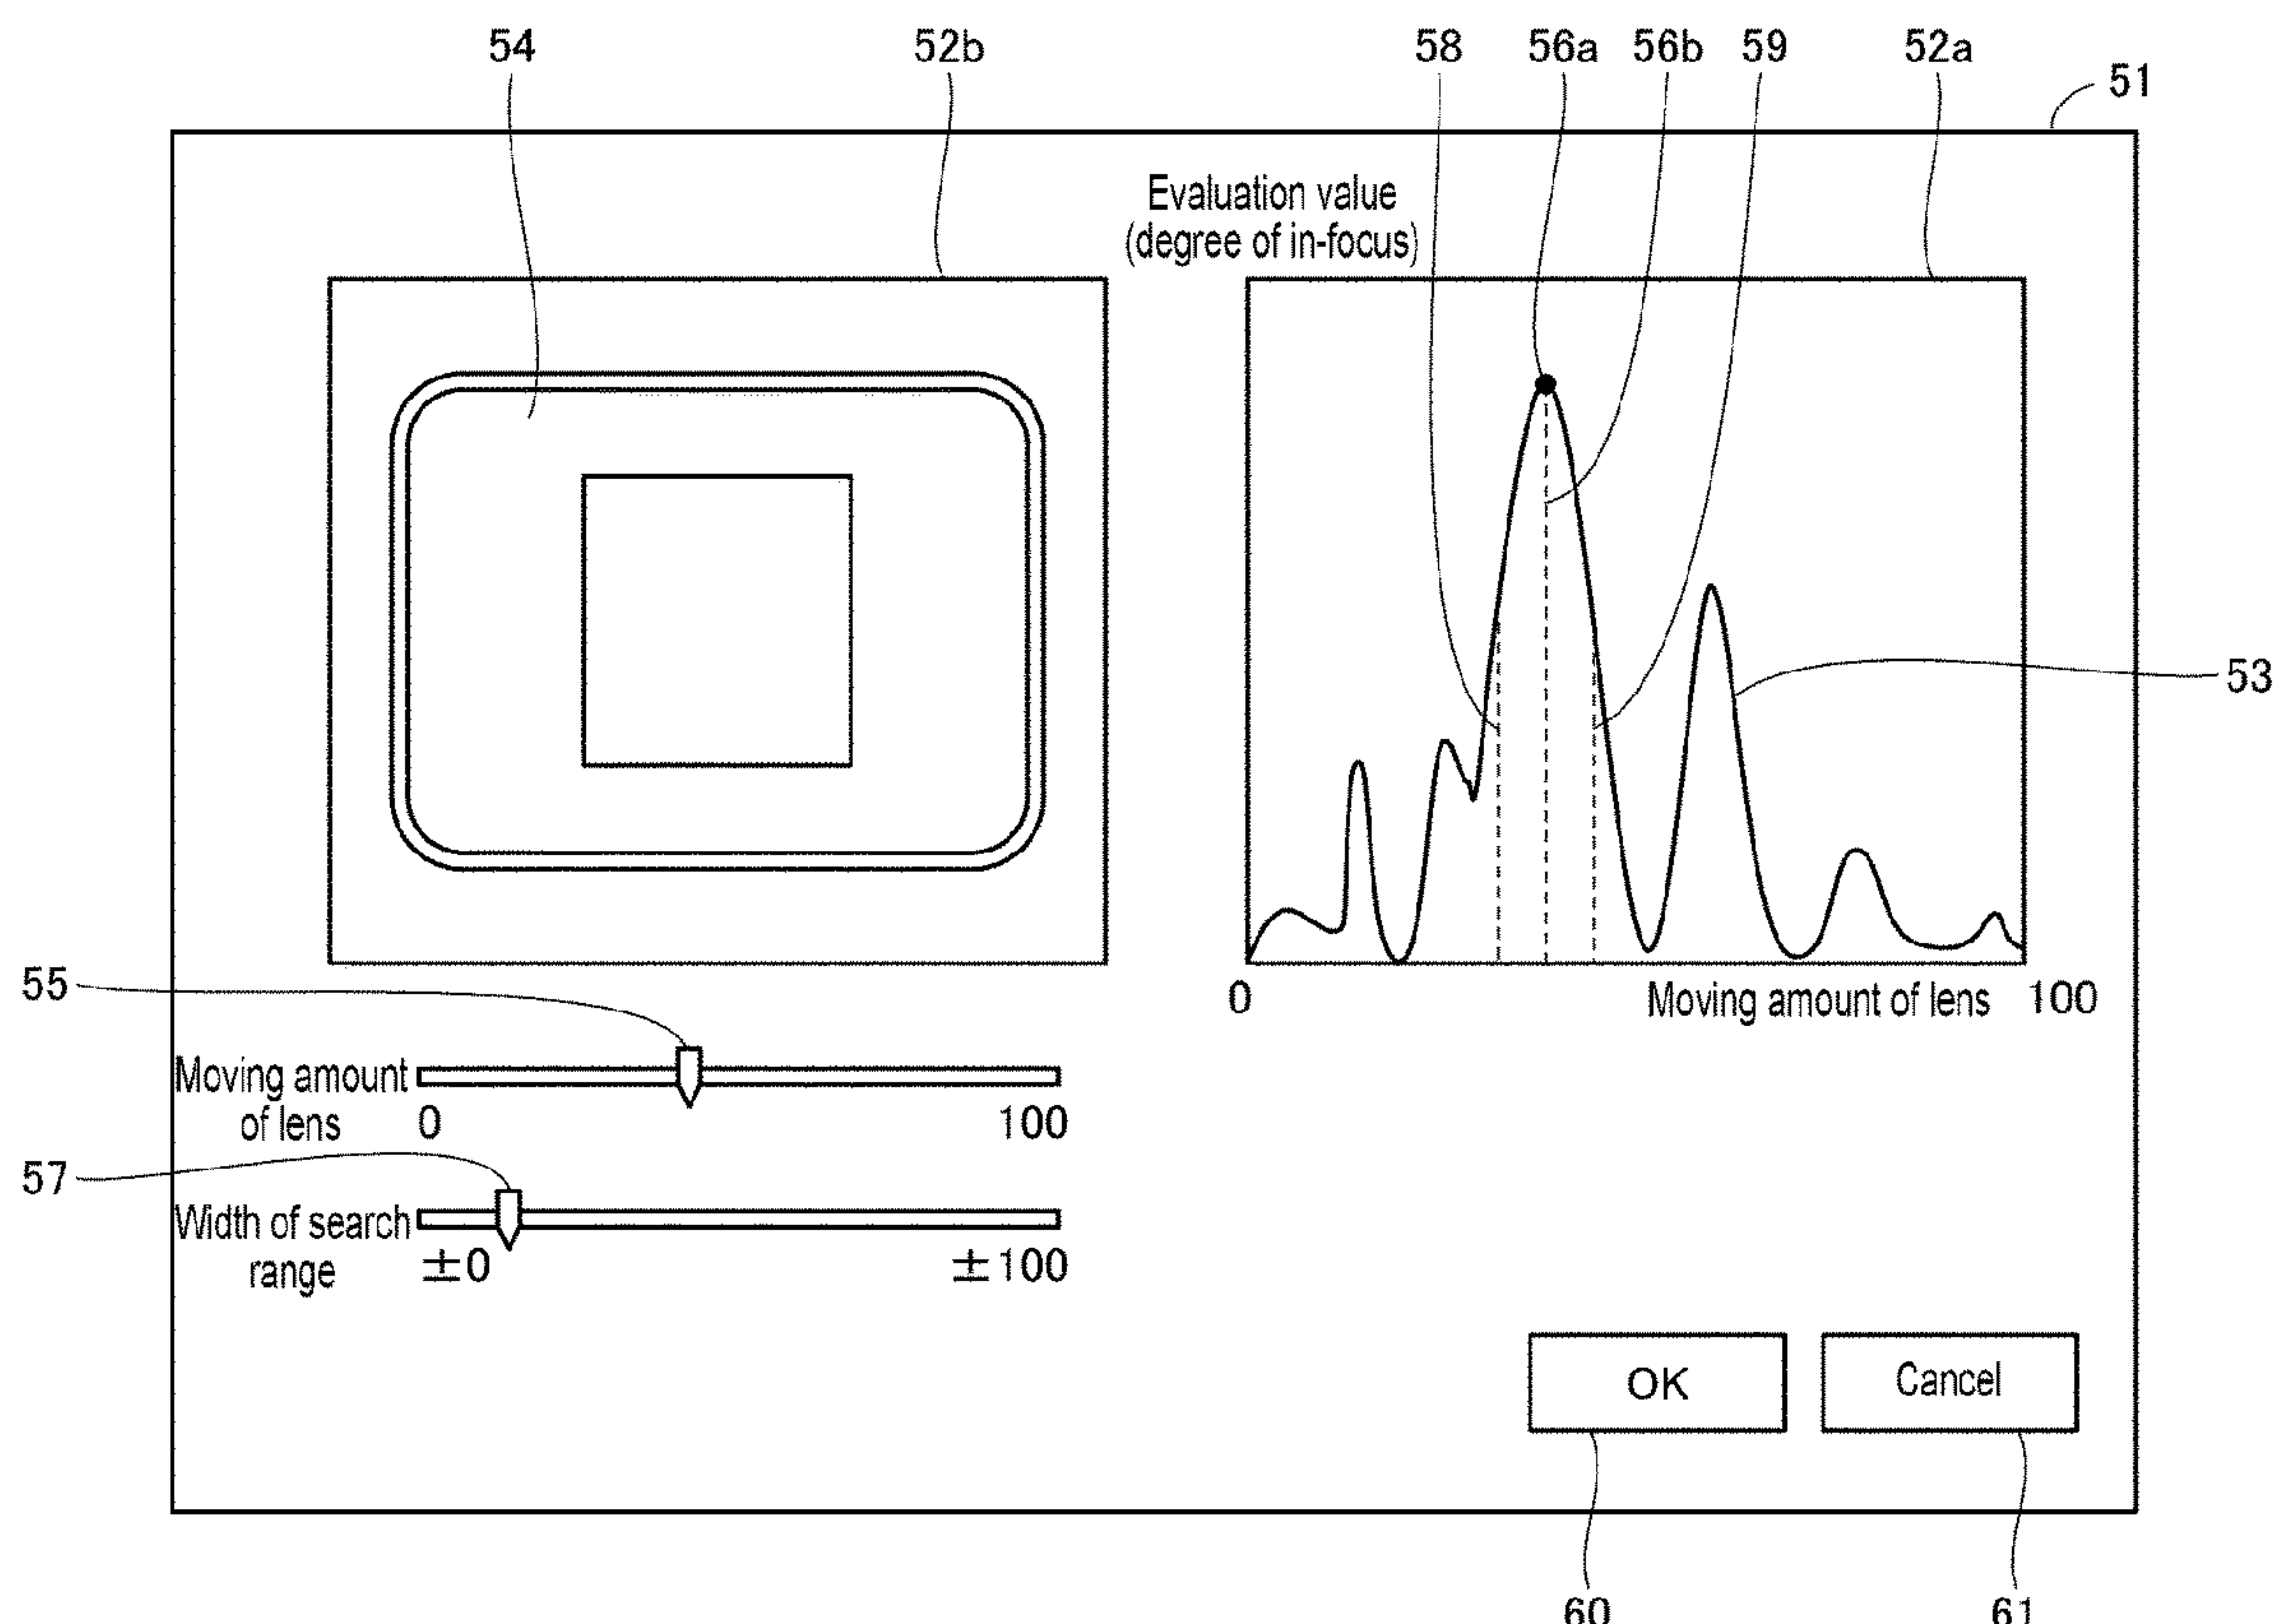 54
52b
58
56a
56b
59
52a
51
Evaluation value
(degree of in-focus)
53
0
Moving amount of lens
100
55
Moving amount
of lens
0
100
57
Width of search
range
±0
±100
OK
Cancel
60
61